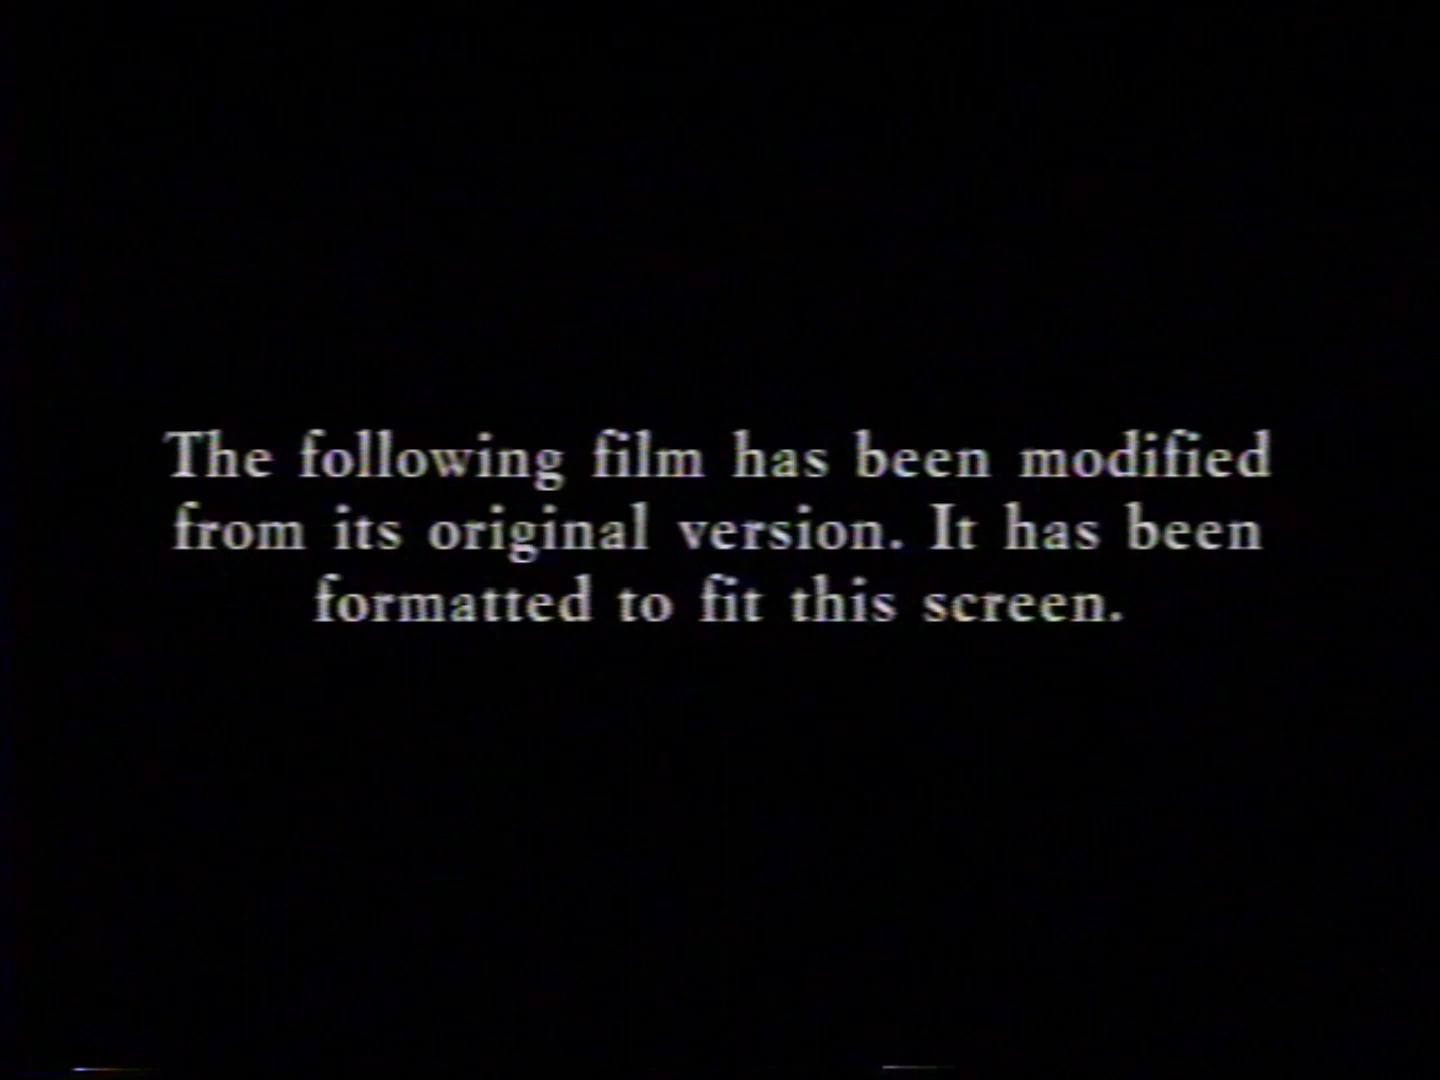 The following film has been modified
from its original version. It has been
formatted to fit this screen.